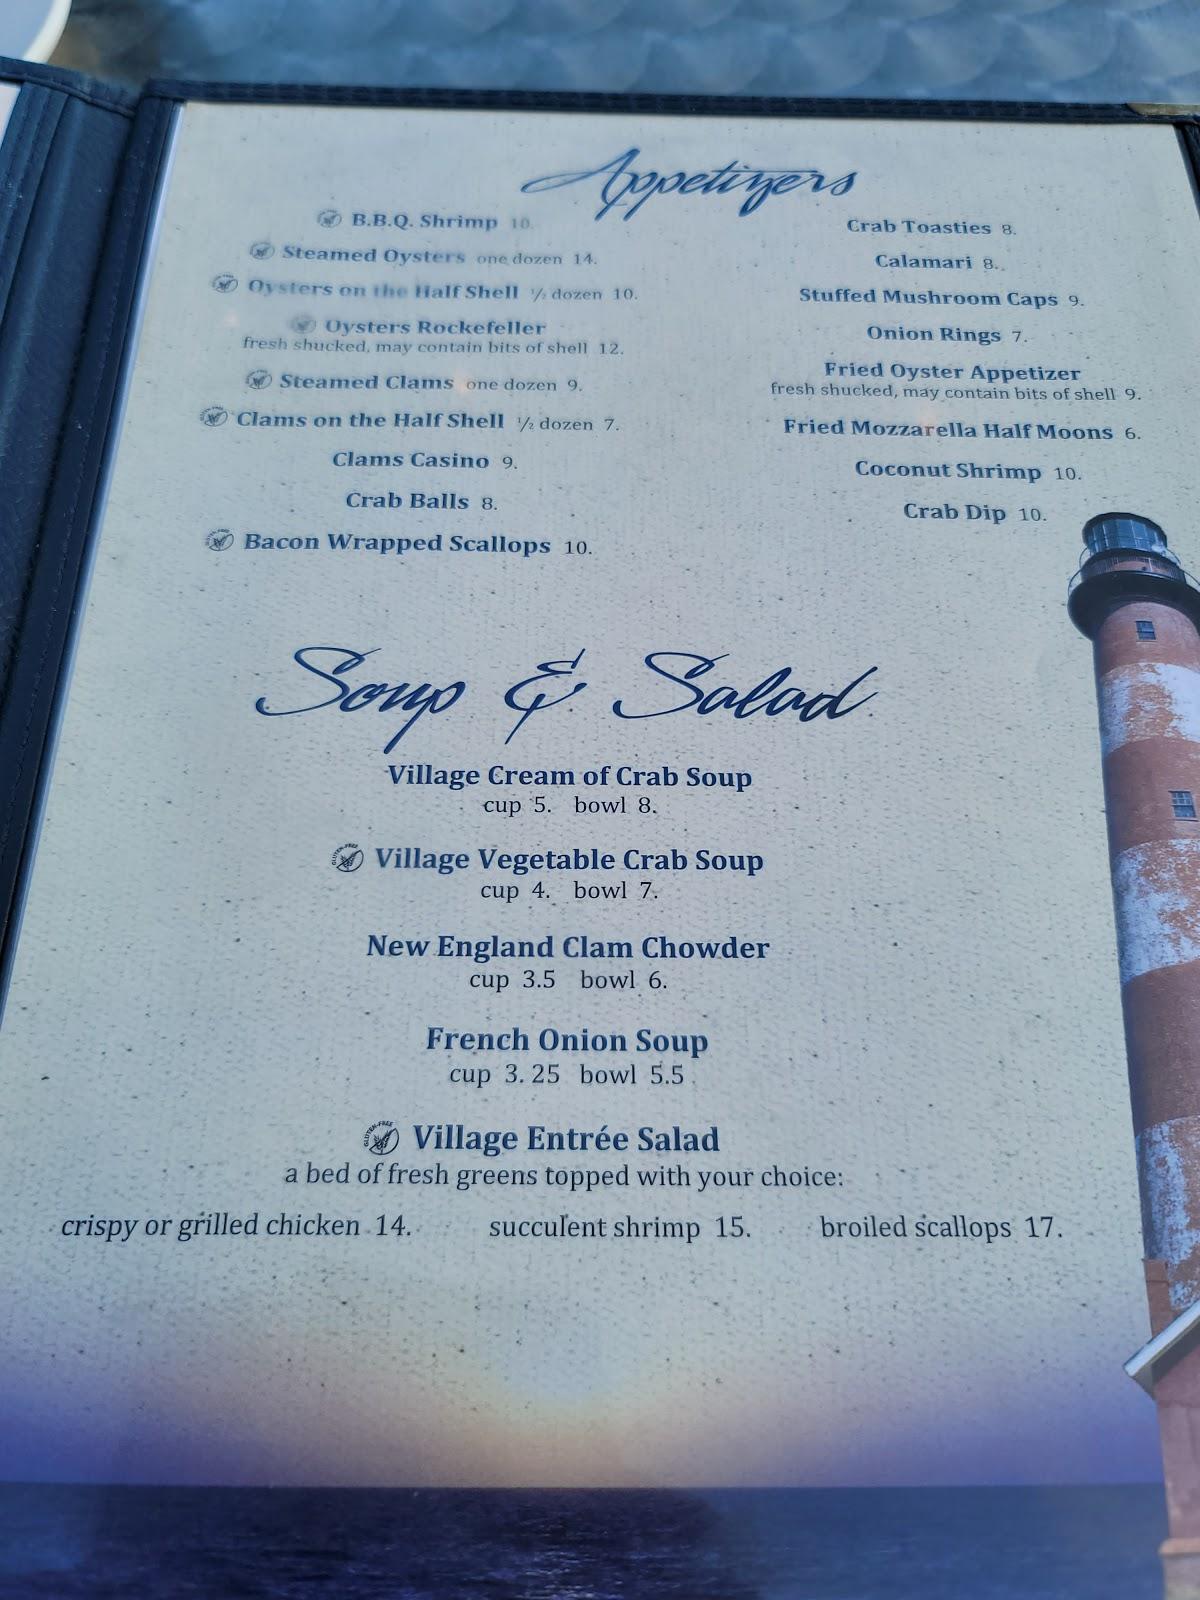 Appetizers
B.B.Q. Shrimp 10.
Steamed Oysters one dozen 14.
Oysters on the Half Shell ½ dozen 10.
Oysters Rockefeller
fresh shucked, may contain bits of shell 12.
Steamed Clams one dozen 9.
Clams on the Half Shell ½ dozen 7.
Clams Casino 9.
Crab Balls 8.
Bacon Wrapped Scallops 10.
Crab Toasties 8.
Calamari 8.
Stuffed Mushroom Caps 9.
Onion Rings 7.
Fried Oyster Appetizer
fresh shucked, may contain bits of shell 9.
Fried Mozzarella Half Moons 6.
Coconut Shrimp 10.
Crab Dip 10.
Soup & Salad
Village Cream of Crab Soup
cup 5. bowl 8.
GLUTEN-FREE Village Vegetable Crab Soup
cup 4. bowl 7.
New England Clam Chowder
cup 3.5 bowl 6.
French Onion Soup
cup 3.25 bowl 5.5
GLUTEN-FREE Village Entrée Salad
a bed of fresh greens topped with your choice:
crispy or grilled chicken 14. succulent shrimp 15. broiled scallops 17.